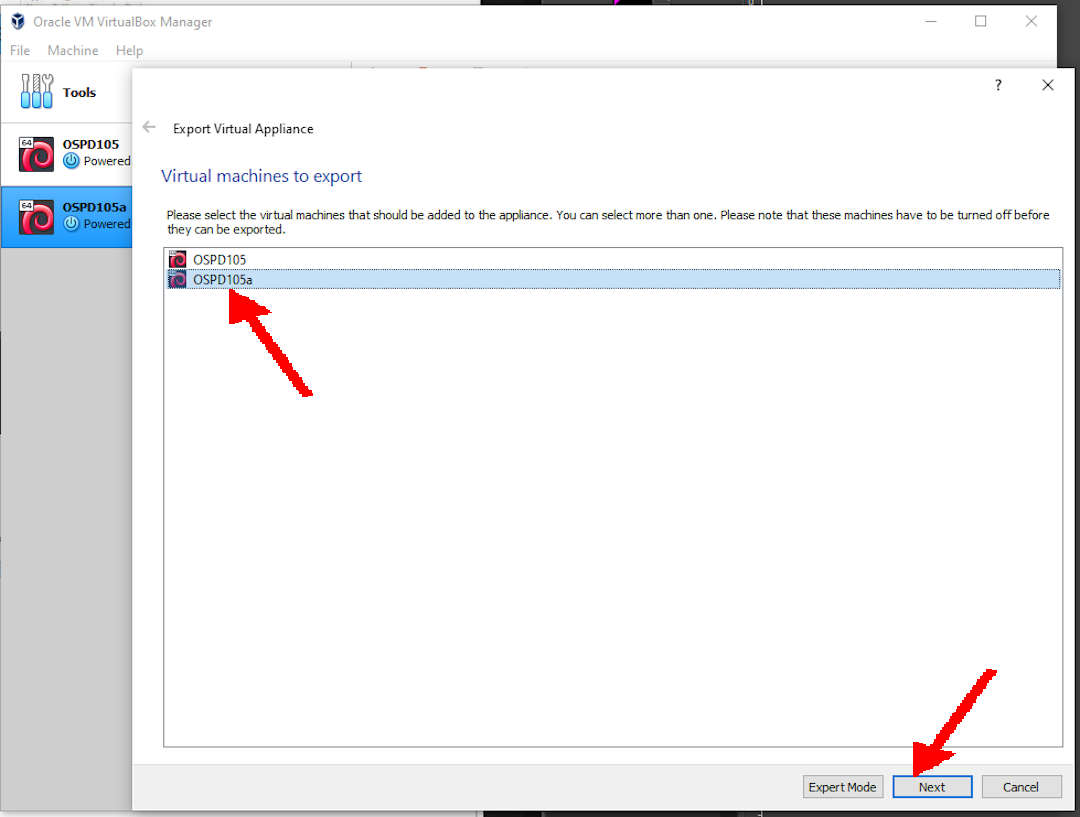 Oracle VM VirtualBox Manager
File Machine Help
Tools
64
OSPD105
Powered
64
OSPD105a
Powered
?
Export Virtual Appliance
Virtual machines to export
Please select the virtual machines that should be added to the appliance. You can select more than one. Please note that these machines have to be turned off before
they can be exported.
OSPD105
OSPD105a
Expert Mode Next Cancel